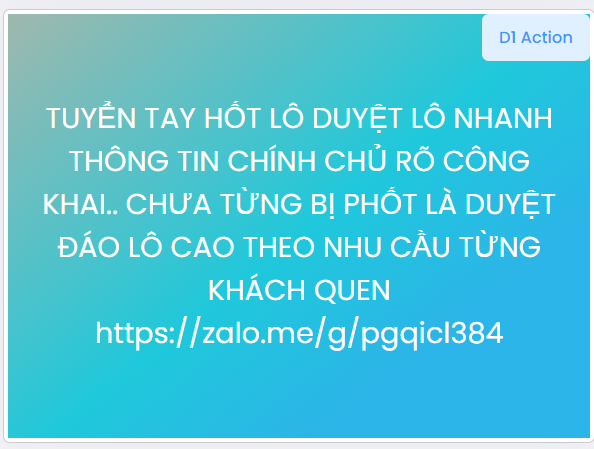 D1 Action
TUYỂN TAY HỐT LÔ DUYỆT LÔ NHANH
THÔNG TIN CHÍNH CHỦ RÕ CÔNG
KHAI.. CHƯA TỪNG BỊ PHỐT LÀ DUYỆT
ĐÁO LÔ CAO THEO NHU CẦU TỪNG
KHÁCH QUEN
https://zalo.me/g/pgqicl384